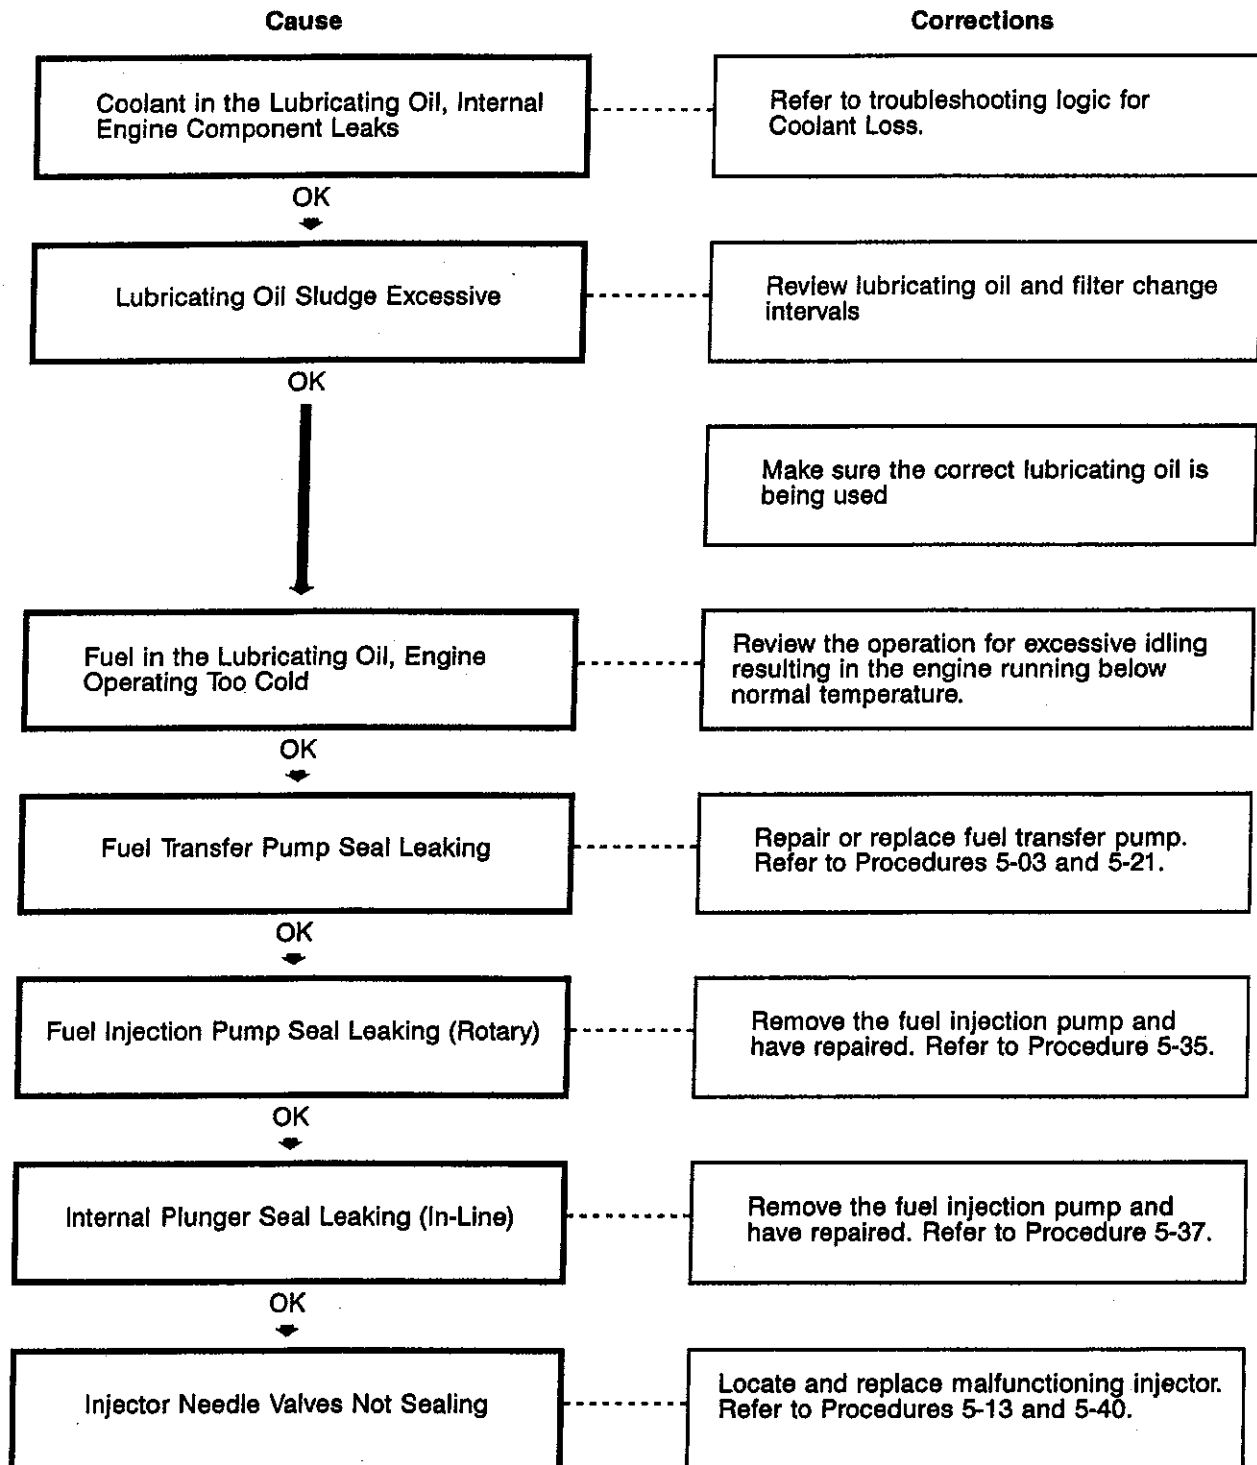 Cause
Corrections
Coolant in the Lubricating Oil, Internal
Engine Component Leaks
Refer to troubleshooting logic for
Coolant Loss.
OK
Lubricating Oil Sludge Excessive
Review lubricating oil and filter change
intervals
OK
Make sure the correct lubricating oil is
being used
Fuel in the Lubricating Oil, Engine
Operating Too Cold
Review the operation for excessive idling
resulting in the engine running below
normal temperature.
OK
Fuel Transfer Pump Seal Leaking
Repair or replace fuel transfer pump.
Refer to Procedures 5-03 and 5-21.
OK
Fuel Injection Pump Seal Leaking (Rotary)
Remove the fuel injection pump and
have repaired. Refer to Procedure 5-35.
OK
Internal Plunger Seal Leaking (In-Line)
Remove the fuel injection pump and
have repaired. Refer to Procedure 5-37.
OK
Injector Needle Valves Not Sealing
Locate and replace malfunctioning injector.
Refer to Procedures 5-13 and 5-40.